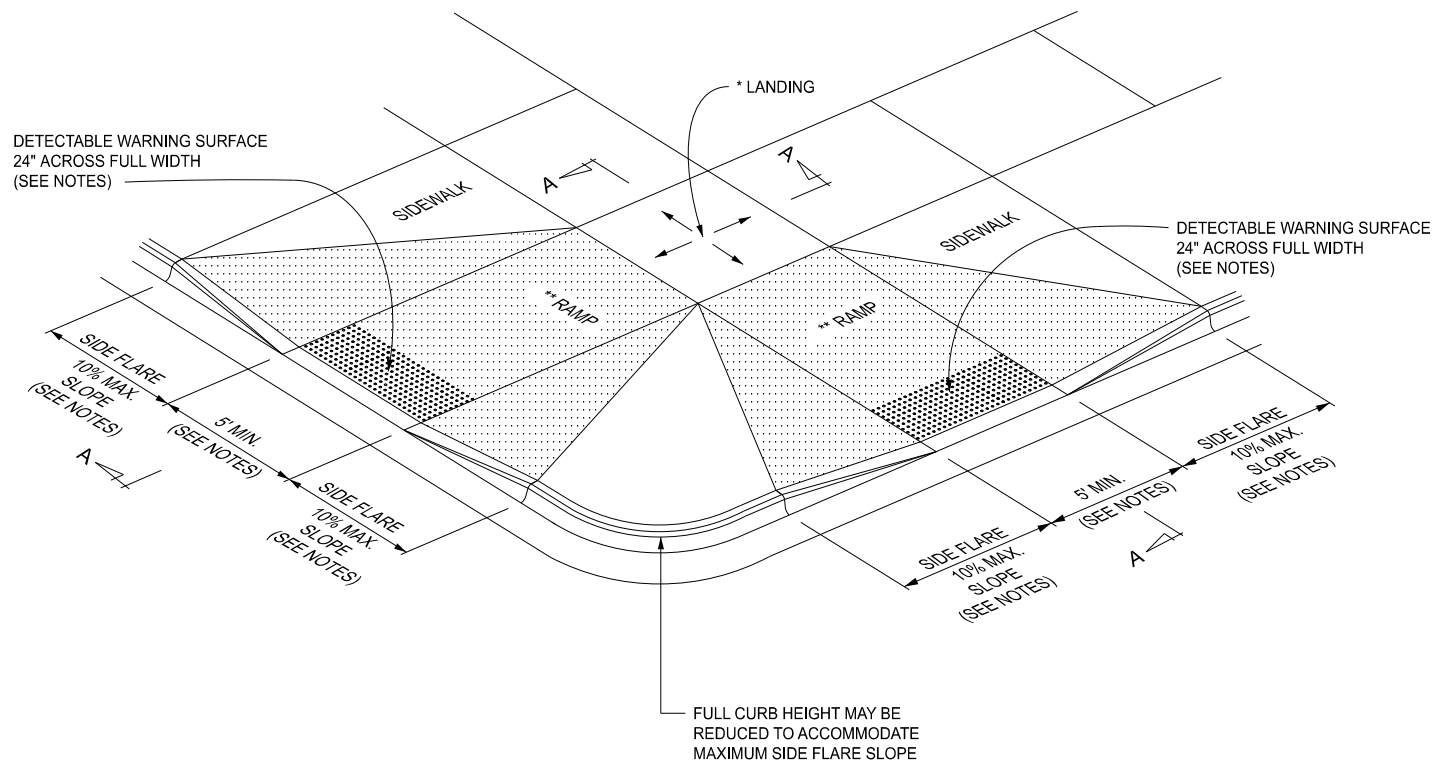 * LANDING
DETECTABLE WARNING SURFACE
24" ACROSS FULL WIDTH
(SEE NOTES)
A
A
SIDEWALK
SIDEWALK
DETECTABLE WARNING SURFACE
24" ACROSS FULL WIDTH
(SEE NOTES)
** RAMP
** RAMP
SIDE FLARE
10% MAX.
SLOPE
(SEE NOTES)
5' MIN.
(SEE NOTES)
A
SIDE FLARE
10% MAX.
SLOPE
(SEE NOTES)
SIDE FLARE
10% MAX.
SLOPE
(SEE NOTES)
5' MIN.
(SEE NOTES)
A
SIDE FLARE
10% MAX.
SLOPE
(SEE NOTES)
FULL CURB HEIGHT MAY BE
REDUCED TO ACCOMMODATE
MAXIMUM SIDE FLARE SLOPE